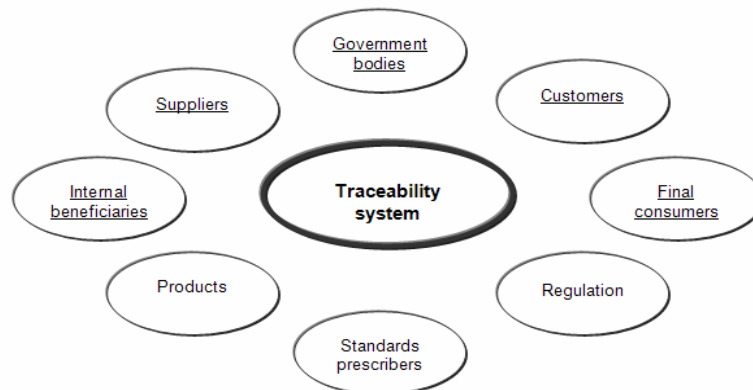 Government
bodies
Suppliers
Customers
Internal
beneficiaries
Traceability
system
Final
consumers
Products
Regulation
Standards
prescribers